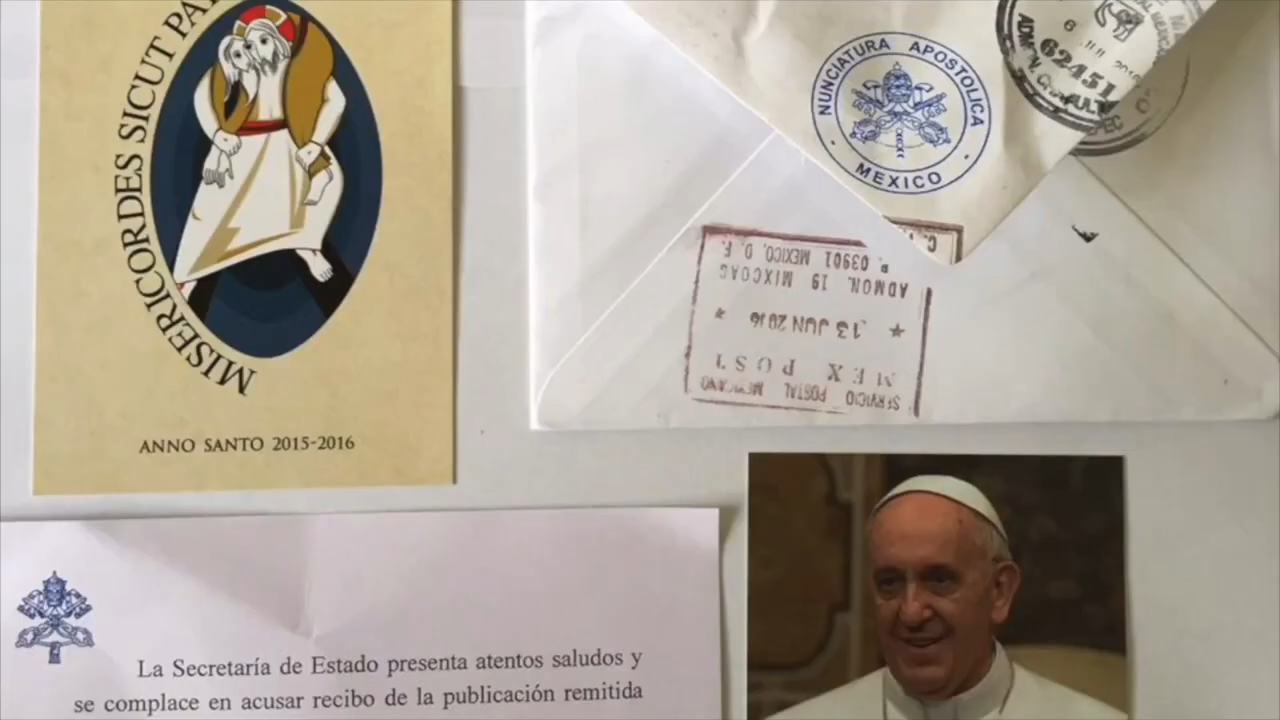 MISERICORDES SICUT PA
ANNO SANTO 2015-2016
NUNCIATURA APOSTOLICA
· MEXICO ·
6
62451
SERVICIO POSTAL MEXICANO
MEX POST
★ 13 JUN 2016 ★
ADMON. 19 MIXCOAC
P. 03901 MEXICO, D. F.
La Secretaría de Estado presenta atentos saludos y
se complace en acusar recibo de la publicación remitida